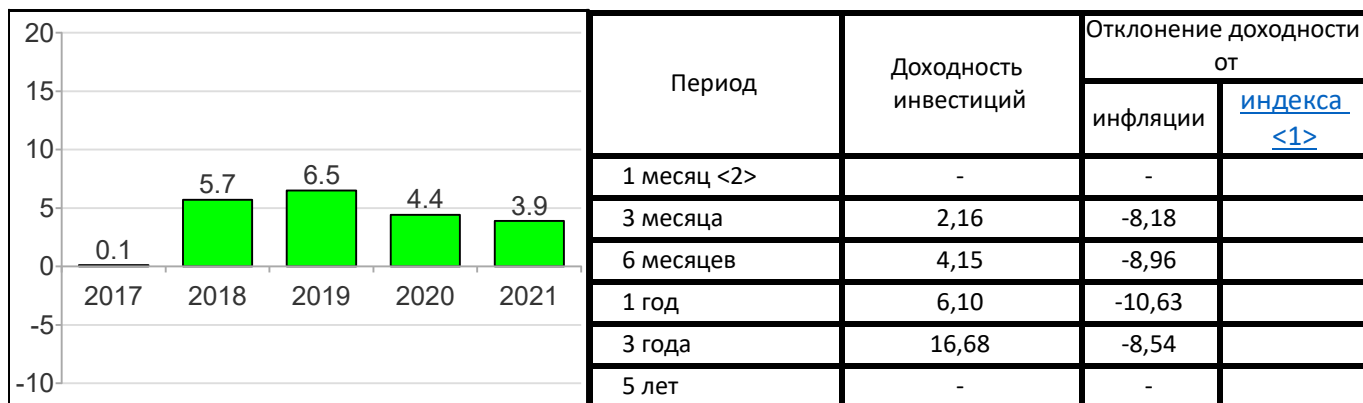 20
15
10
5
0
-5
-10
0.1
5.7
6.5
4.4
3.9
2017 2018 2019 2020 2021
Период
Доходность
инвестиций
Отклонение доходности
от
инфляции
индекса
<1>
1 месяц <2> - -
3 месяца 2,16 -8,18
6 месяцев 4,15 -8,96
1 год 6,10 -10,63
3 года 16,68 -8,54
5 лет - -